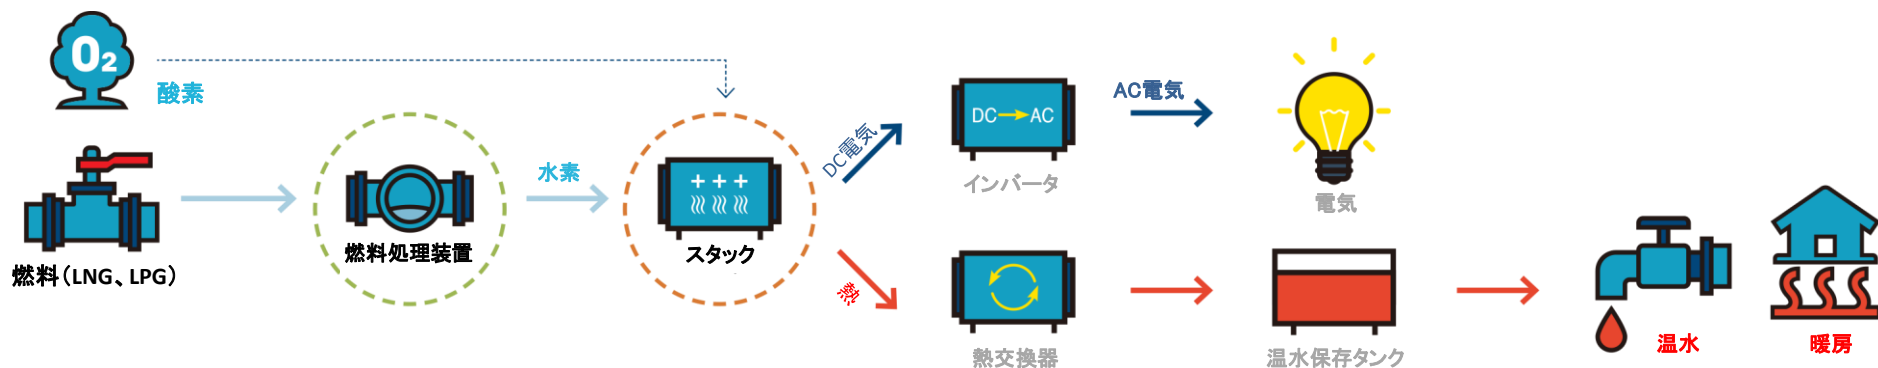 O₂
酸素
燃料（LNG、LPG）
燃料処理装置
水素
+ + +
スタック
DC電気
熱
DC→AC
インバータ
AC電気
電気
熱交換器
温水保存タンク
温水
暖房